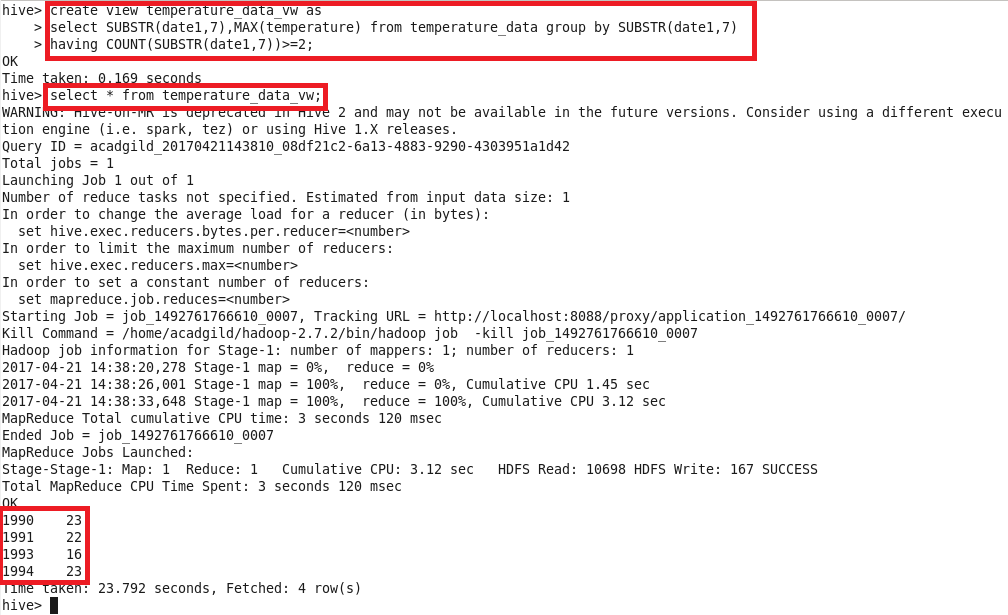 hive> create view temperature_data_vw as
    > select SUBSTR(date1,7),MAX(temperature) from temperature_data group by SUBSTR(date1,7)
    > having COUNT(SUBSTR(date1,7))>=2;
OK
Time taken: 0.169 seconds
hive> select * from temperature_data_vw;
WARNING: Hive-on-MR is deprecated in Hive 2 and may not be available in the future versions. Consider using a different execu
tion engine (i.e. spark, tez) or using Hive 1.X releases.
Query ID = acadgild_20170421143810_08df21c2-6a13-4883-9290-4303951a1d42
Total jobs = 1
Launching Job 1 out of 1
Number of reduce tasks not specified. Estimated from input data size: 1
In order to change the average load for a reducer (in bytes):
  set hive.exec.reducers.bytes.per.reducer=<number>
In order to limit the maximum number of reducers:
  set hive.exec.reducers.max=<number>
In order to set a constant number of reducers:
  set mapreduce.job.reduces=<number>
Starting Job = job_1492761766610_0007, Tracking URL = http://localhost:8088/proxy/application_1492761766610_0007/
Kill Command = /home/acadgild/hadoop-2.7.2/bin/hadoop job  -kill job_1492761766610_0007
Hadoop job information for Stage-1: number of mappers: 1; number of reducers: 1
2017-04-21 14:38:20,278 Stage-1 map = 0%,  reduce = 0%
2017-04-21 14:38:26,001 Stage-1 map = 100%,  reduce = 0%, Cumulative CPU 1.45 sec
2017-04-21 14:38:33,648 Stage-1 map = 100%,  reduce = 100%, Cumulative CPU 3.12 sec
MapReduce Total cumulative CPU time: 3 seconds 120 msec
Ended Job = job_1492761766610_0007
MapReduce Jobs Launched:
Stage-Stage-1: Map: 1  Reduce: 1   Cumulative CPU: 3.12 sec   HDFS Read: 10698 HDFS Write: 167 SUCCESS
Total MapReduce CPU Time Spent: 3 seconds 120 msec
OK
1990    23
1991    22
1993    16
1994    23
Time taken: 23.792 seconds, Fetched: 4 row(s)
hive>